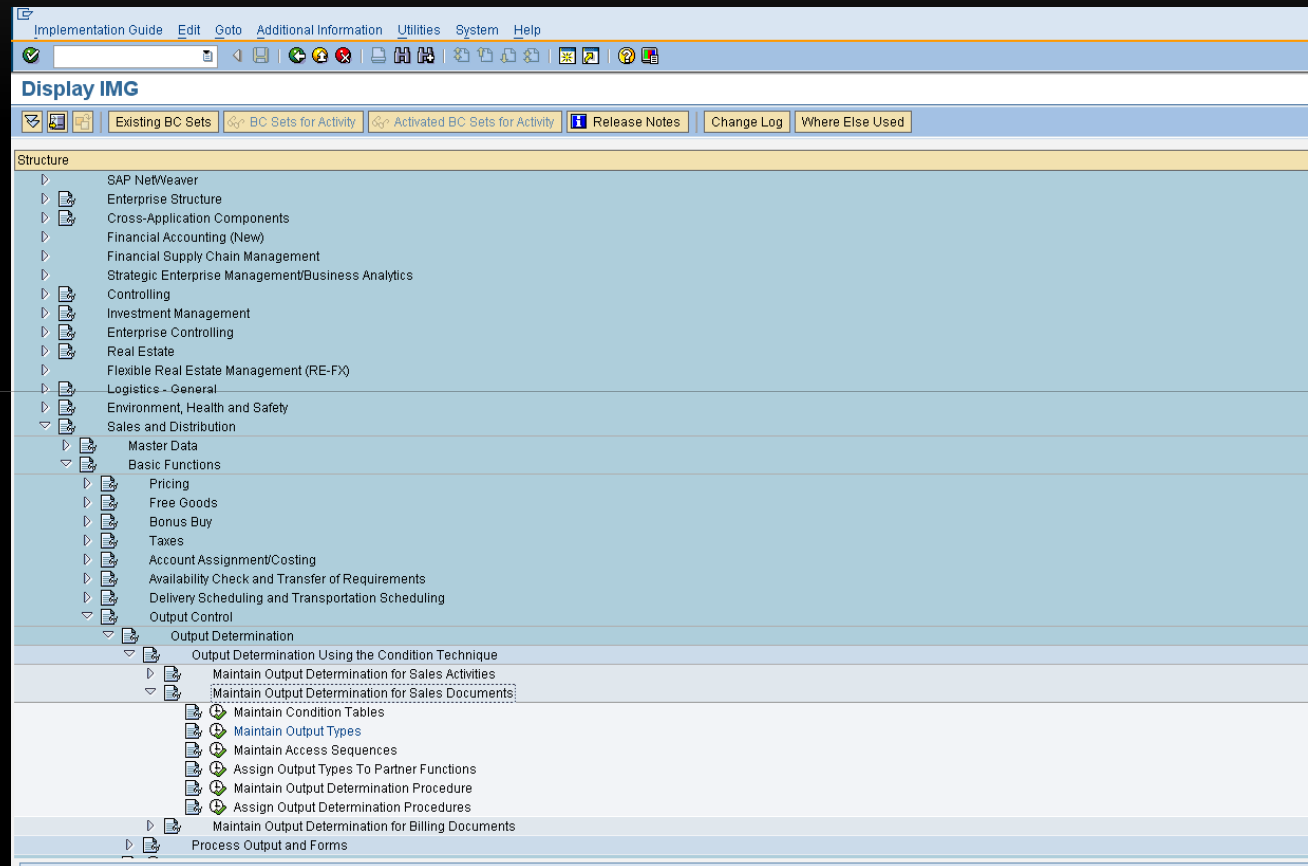 Implementation Guide Edit Goto Additional Information Utilities System Help
Display IMG
Existing BC Sets BC Sets for Activity Activated BC Sets for Activity Release Notes Change Log Where Else Used
Structure
SAP NetWeaver
Enterprise Structure
Cross-Application Components
Financial Accounting (New)
Financial Supply Chain Management
Strategic Enterprise Management/Business Analytics
Controlling
Investment Management
Enterprise Controlling
Real Estate
Flexible Real Estate Management (RE-FX)
Logistics - General
Environment, Health and Safety
Sales and Distribution
Master Data
Basic Functions
Pricing
Free Goods
Bonus Buy
Taxes
Account Assignment/Costing
Availability Check and Transfer of Requirements
Delivery Scheduling and Transportation Scheduling
Output Control
Output Determination
Output Determination Using the Condition Technique
Maintain Output Determination for Sales Activities
Maintain Output Determination for Sales Documents
Maintain Condition Tables
Maintain Output Types
Maintain Access Sequences
Assign Output Types To Partner Functions
Maintain Output Determination Procedure
Assign Output Determination Procedures
Maintain Output Determination for Billing Documents
Process Output and Forms